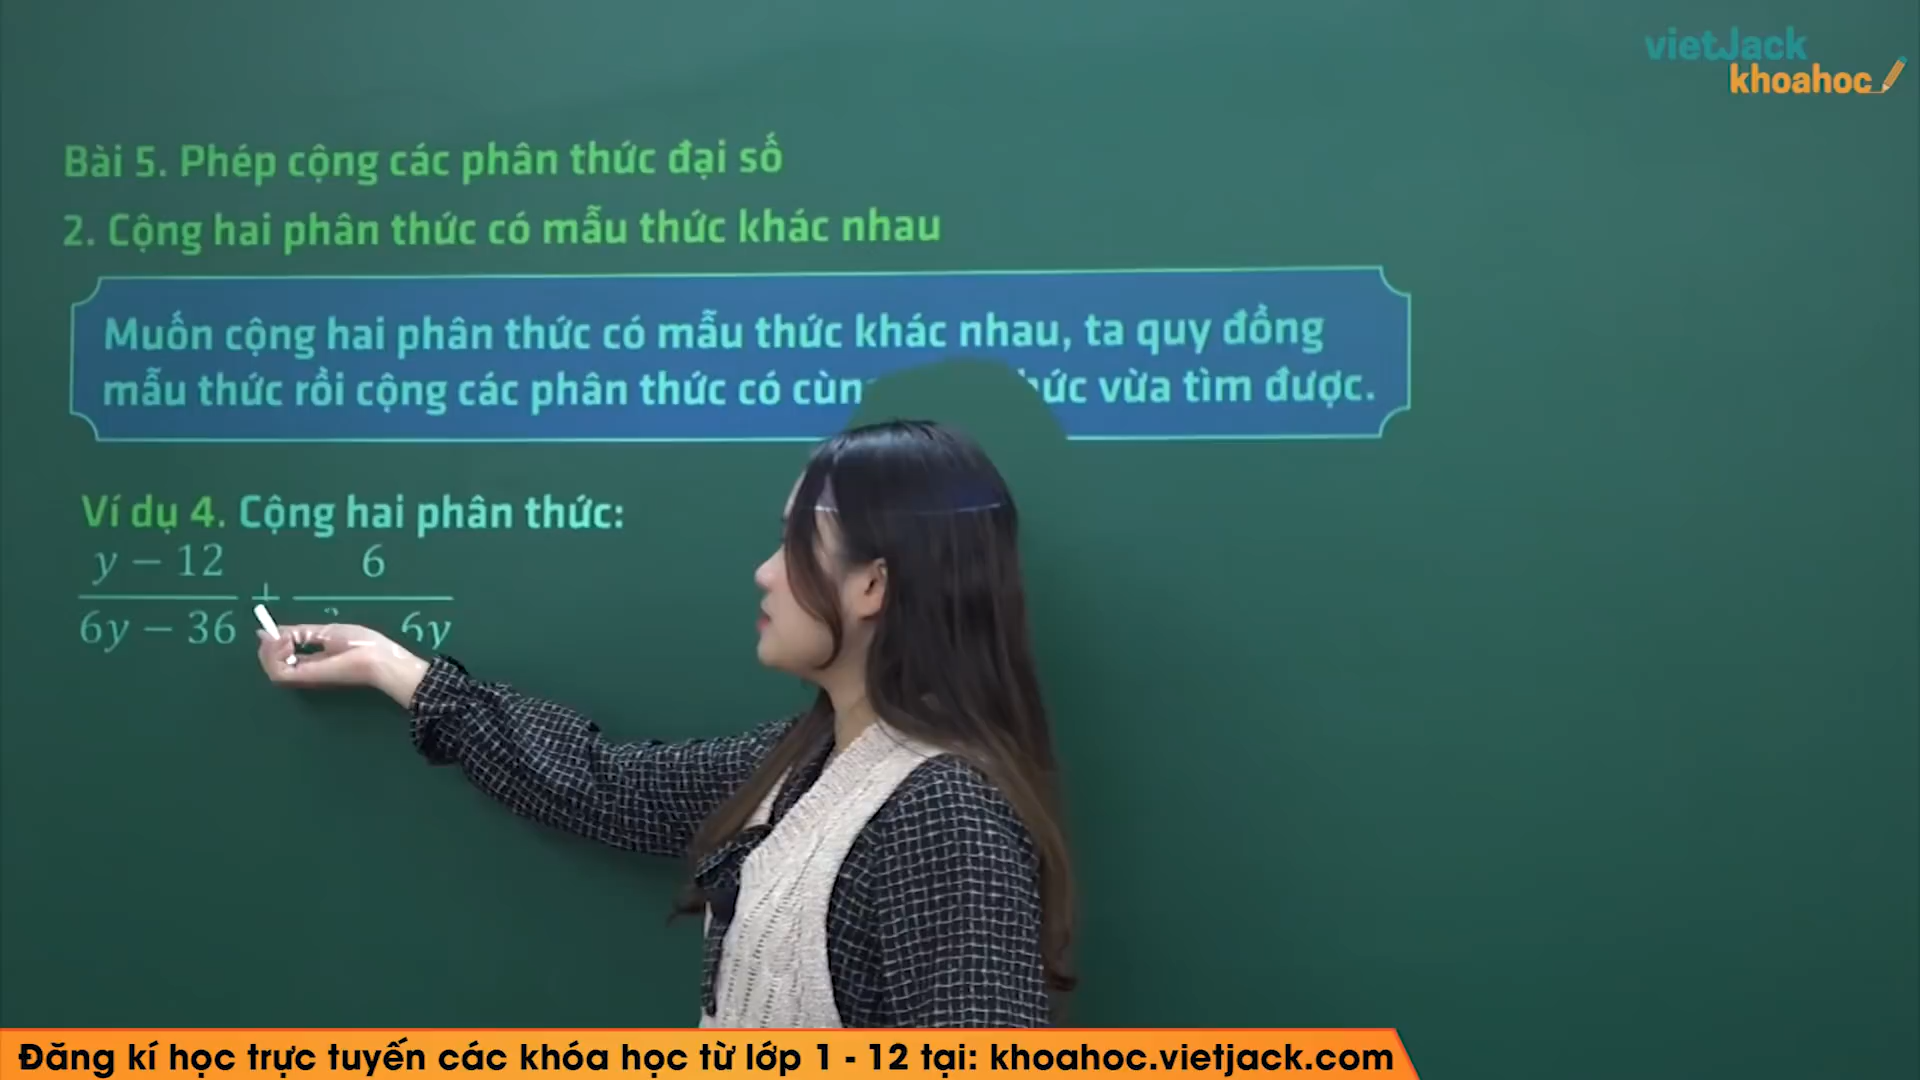 vietJack
khoahoc
Bài 5. Phép cộng các phân thức đại số
2. Cộng hai phân thức có mẫu thức khác nhau
Muốn cộng hai phân thức có mẫu thức khác nhau, ta quy đồng
mẫu thức rồi cộng các phân thức có vừa tìm được.
Ví dụ 4. Cộng hai phân thức:
y − 12 6
6y − 36 + 6y
Đăng kí học trực tuyến các khóa học từ lớp 1 - 12 tại: khoahoc.vietjack.com